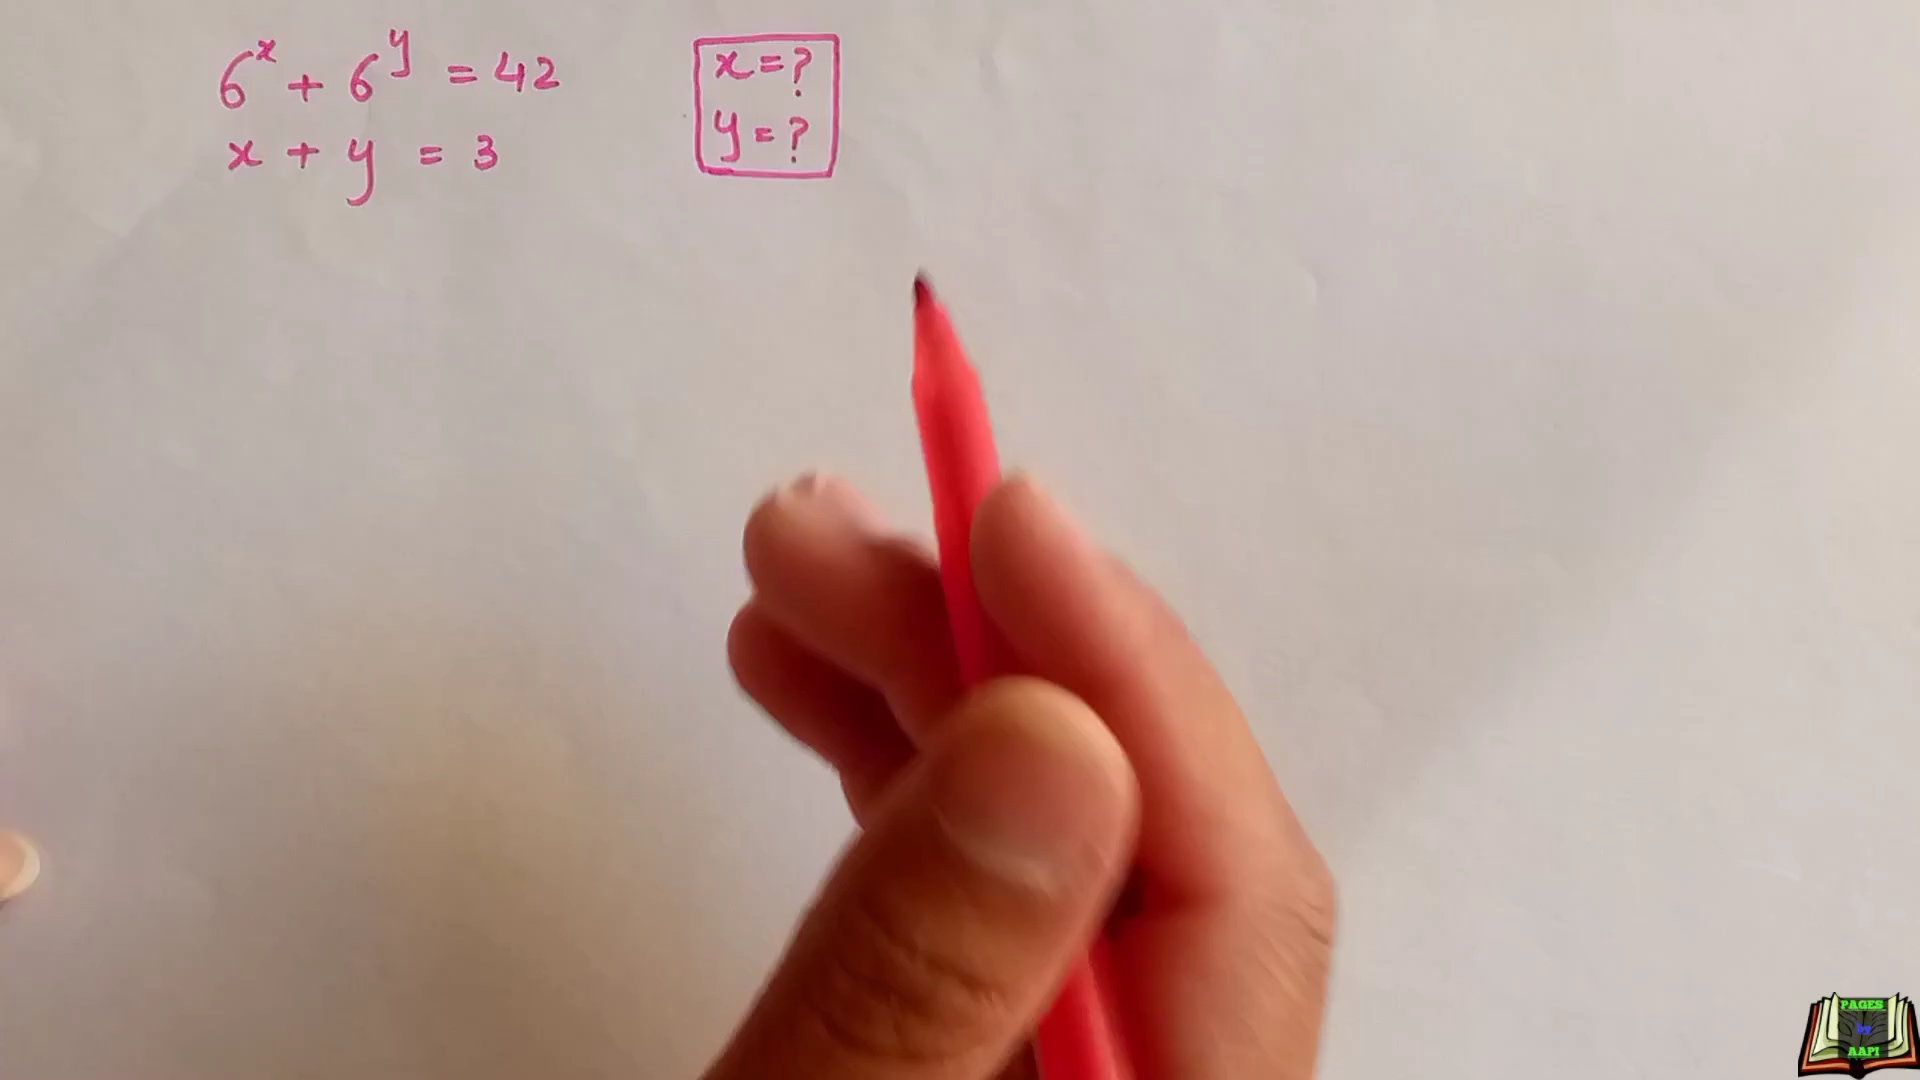 6^x + 6^y = 42
x + y = 3
x = ?
y = ?
PAGES
by
AAPI